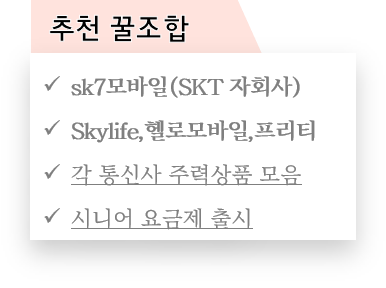 추천 꿀조합
✓ sk7모바일(SKT 자회사)
✓ Skylife,헬로모바일,프리티
✓ 각 통신사 주력상품 모음
✓ 시니어 요금제 출시